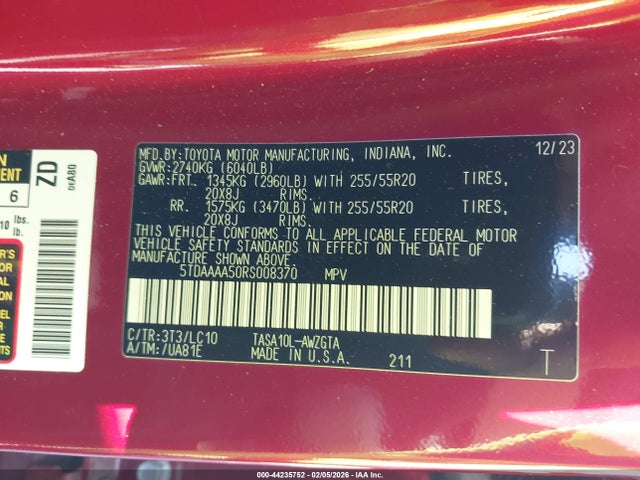 MFD.BY:TOYOTA MOTOR MANUFACTURING, INDIANA, INC. 12/23
GVWR:2740KG (6040LB)
GAWR:FRT. 1345KG (2960LB) WITH 255/55R20 TIRES,
20X8J RIMS.
RR. 1575KG (3470LB) WITH 255/55R20 TIRES,
20X8J RIMS.
THIS VEHICLE CONFORMS TO ALL APPLICABLE FEDERAL MOTOR
VEHICLE SAFETY STANDARDS IN EFFECT ON THE DATE OF
MANUFACTURE SHOWN ABOVE.
5TDAAAA50RS008370 MPV
C/TR:3T3/LC10 TASA10L-AWZGTA
A/TM:/UA81E MADE IN U.S.A. 211 T
ZD
0EA80
6
lbs.
kg.
000-44235752 - 02/05/2026 - IAA Inc.